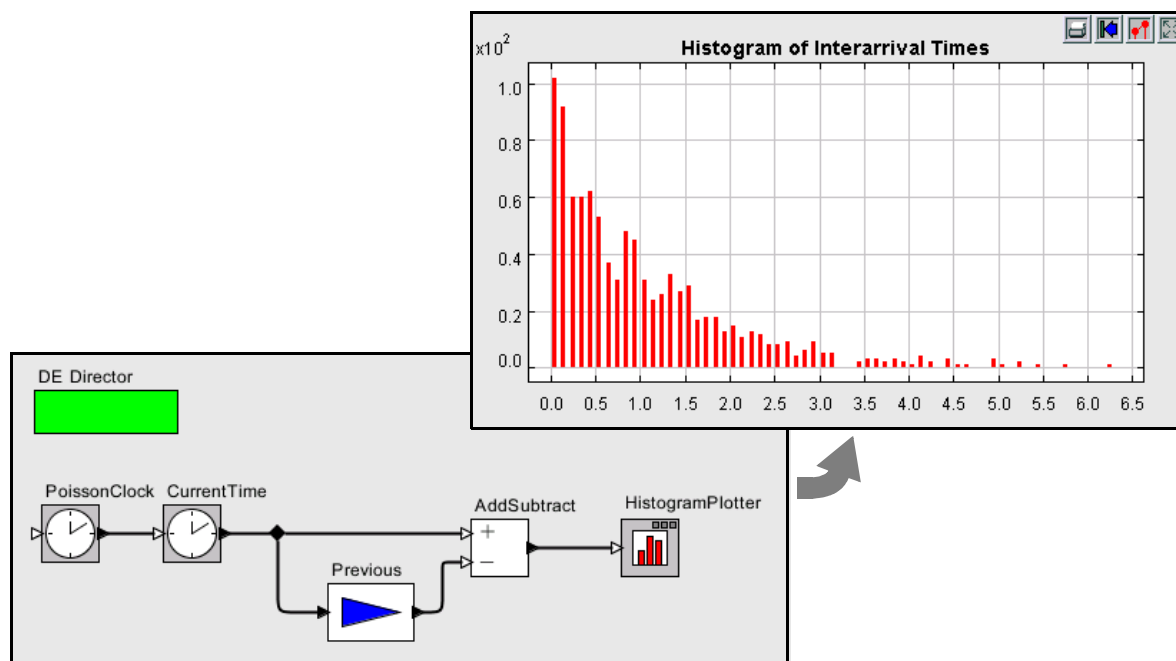 x10²
Histogram of Interarrival Times
1.0
0.8
0.6
0.4
0.2
0.0
0.0 0.5 1.0 1.5 2.0 2.5 3.0 3.5 4.0 4.5 5.0 5.5 6.0 6.5
DE Director
PoissonClock CurrentTime
AddSubtract
HistogramPlotter
+
−
Previous